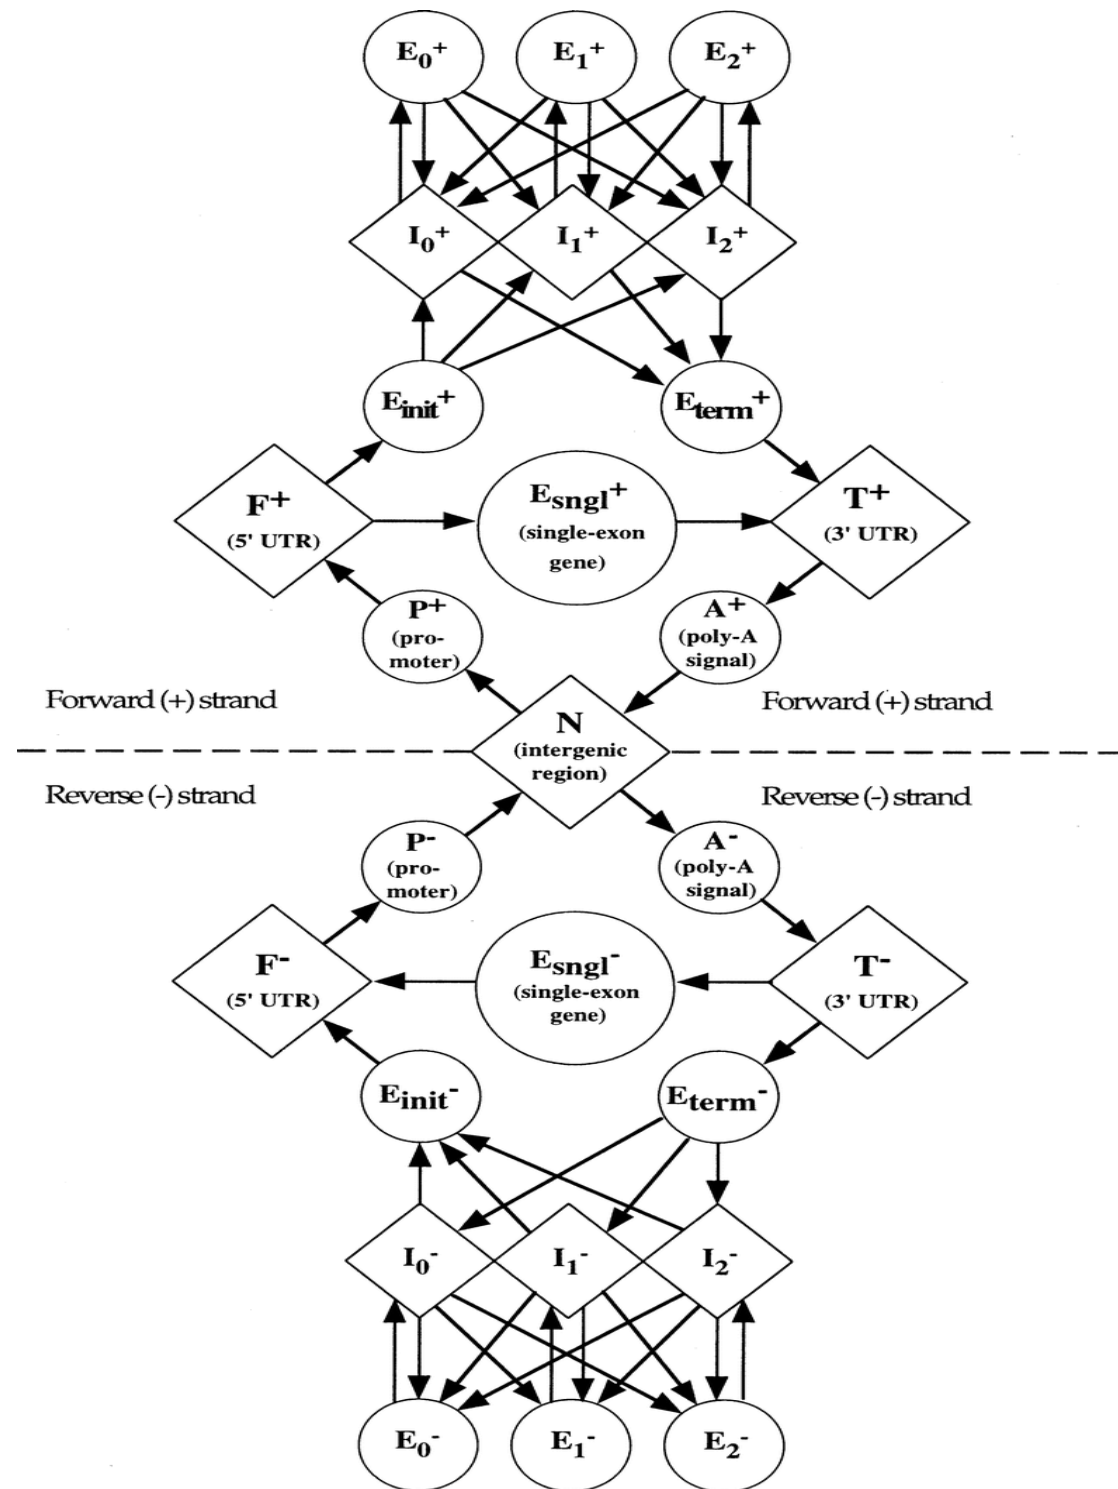 E0+ E1+ E2+
I0+ I1+ I2+
Einit+ Eterm+
F+
(5' UTR)
Esngl+
(single-exon
gene)
T+
(3' UTR)
P+
(pro-
moter)
A+
(poly-A
signal)
Forward (+) strand
Forward (+) strand
N
(intergenic
region)
Reverse (-) strand
Reverse (-) strand
P-
(pro-
moter)
A-
(poly-A
signal)
F-
(5' UTR)
Esngl-
(single-exon
gene)
T-
(3' UTR)
Einit- Eterm-
I0- I1- I2-
E0- E1- E2-